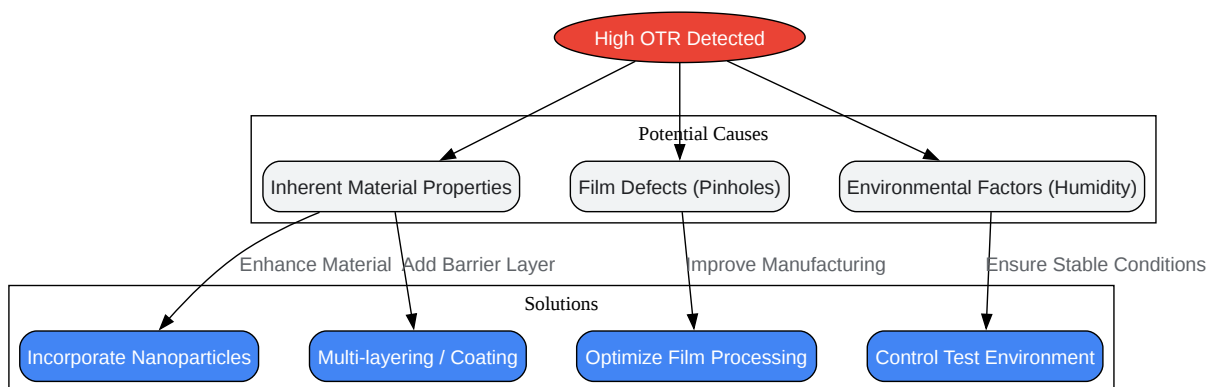 High OTR Detected
Potential Causes
Inherent Material Properties
Film Defects (Pinholes)
Environmental Factors (Humidity)
Enhance Material
Add Barrier Layer
Improve Manufacturing
Ensure Stable Conditions
Solutions
Incorporate Nanoparticles
Multi-layering / Coating
Optimize Film Processing
Control Test Environment